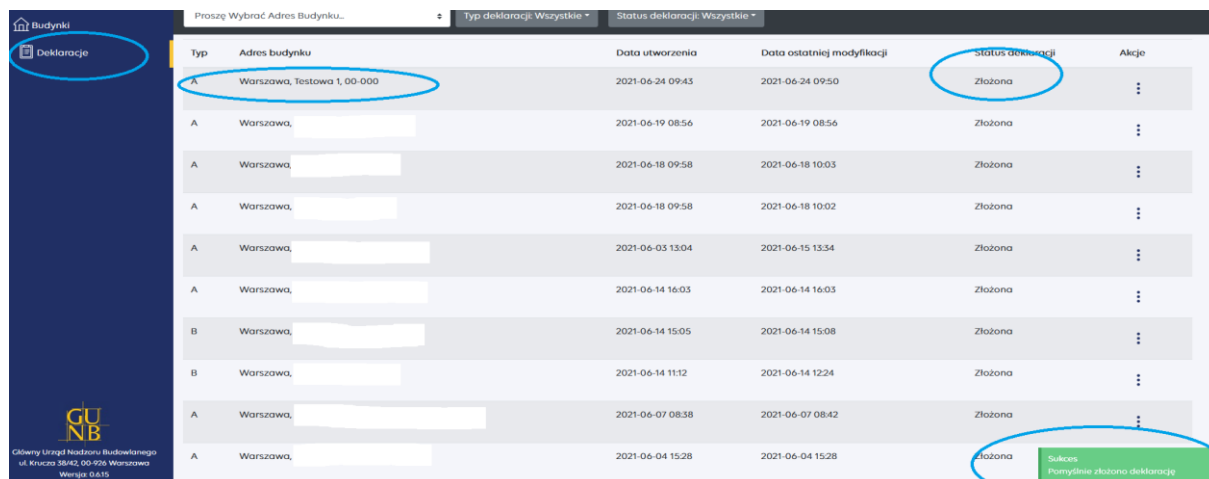 Budynki
Proszę Wybrać Adres Budynku..
Typ deklaracji: Wszystkie
Status deklaracji: Wszystkie
Deklaracje
Typ Adres budynku Data utworzenia Data ostatniej modyfikacji Status deklaracji Akcje
A Warszawa, Testowa 1, 00-000 2021-06-24 09:43 2021-06-24 09:50 Złożona
A Warszawa, 2021-06-19 08:56 2021-06-19 08:56 Złożona
A Warszawa, 2021-06-18 09:58 2021-06-18 10:03 Złożona
A Warszawa, 2021-06-18 09:58 2021-06-18 10:02 Złożona
A Warszawa, 2021-06-03 13:04 2021-06-15 13:34 Złożona
A Warszawa, 2021-06-14 16:03 2021-06-14 16:03 Złożona
B Warszawa, 2021-06-14 15:05 2021-06-14 15:08 Złożona
B Warszawa, 2021-06-14 11:12 2021-06-14 12:24 Złożona
A Warszawa, 2021-06-07 08:38 2021-06-07 08:42 Złożona
A Warszawa, 2021-06-04 15:28 2021-06-04 15:28 Złożona
GU
NB
Główny Urząd Nadzoru Budowlanego
ul. Krucza 38/42, 00-926 Warszawa
Wersja: 0.6.15
Sukces
Pomyślnie złożono deklarację